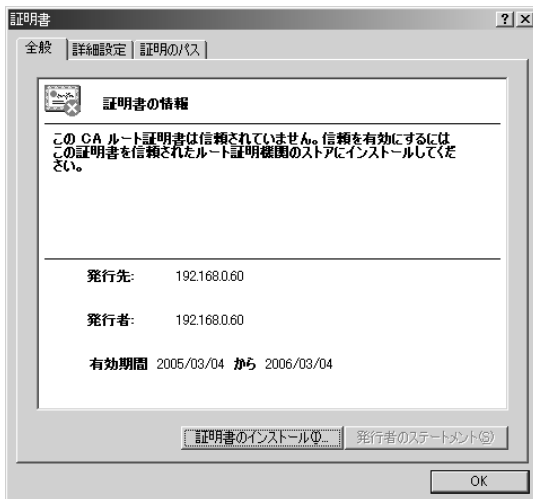 証明書
全般
詳細設定
証明のパス
証明書の情報
この CA ルート証明書は信頼されていません。信頼を有効にするには
この証明書を信頼されたルート証明機関のストアにインストールしてくだ
さい。
発行先: 192.168.0.60
発行者: 192.168.0.60
有効期間 2005/03/04 から 2006/03/04
証明書のインストール(I)...
発行者のステートメント(S)
OK